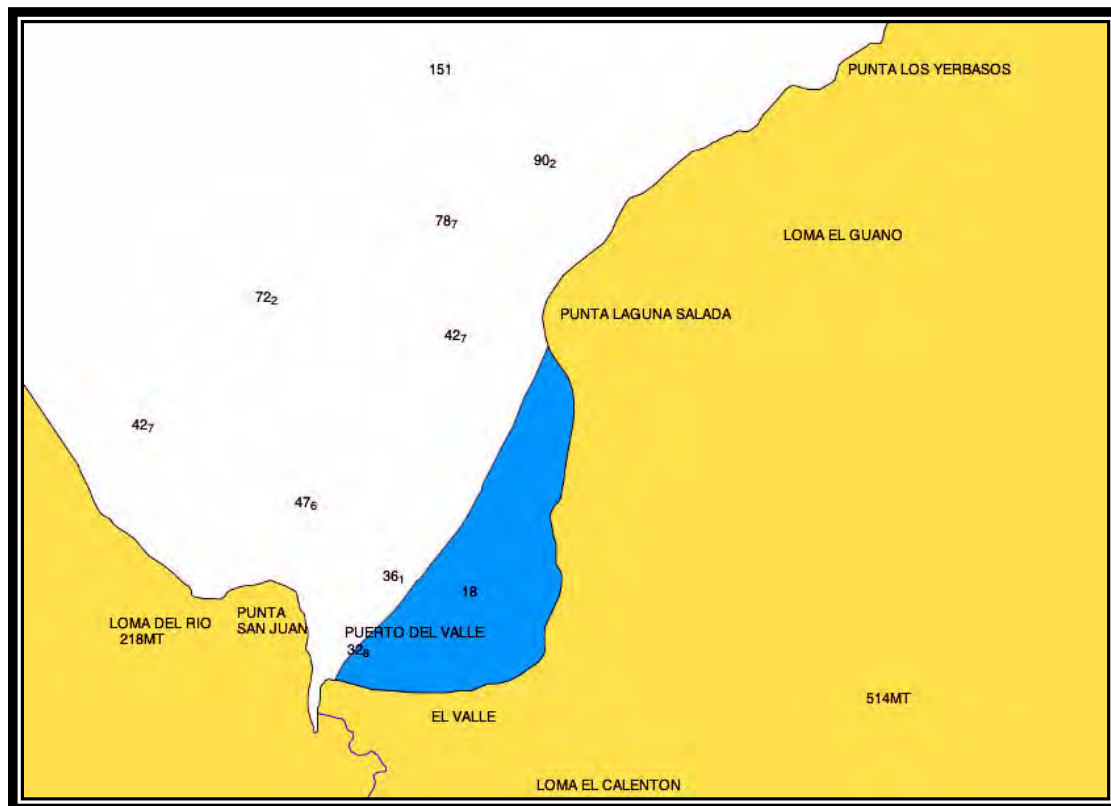 151
PUNTA LOS YERBASOS
90₂
78₇
LOMA EL GUANO
72₂
PUNTA LAGUNA SALADA
42₇
42₇
47₆
36₁
18
LOMA DEL RIO
218MT
PUNTA
SAN JUAN
PUERTO DEL VALLE
32₈
EL VALLE
514MT
LOMA EL CALENTON